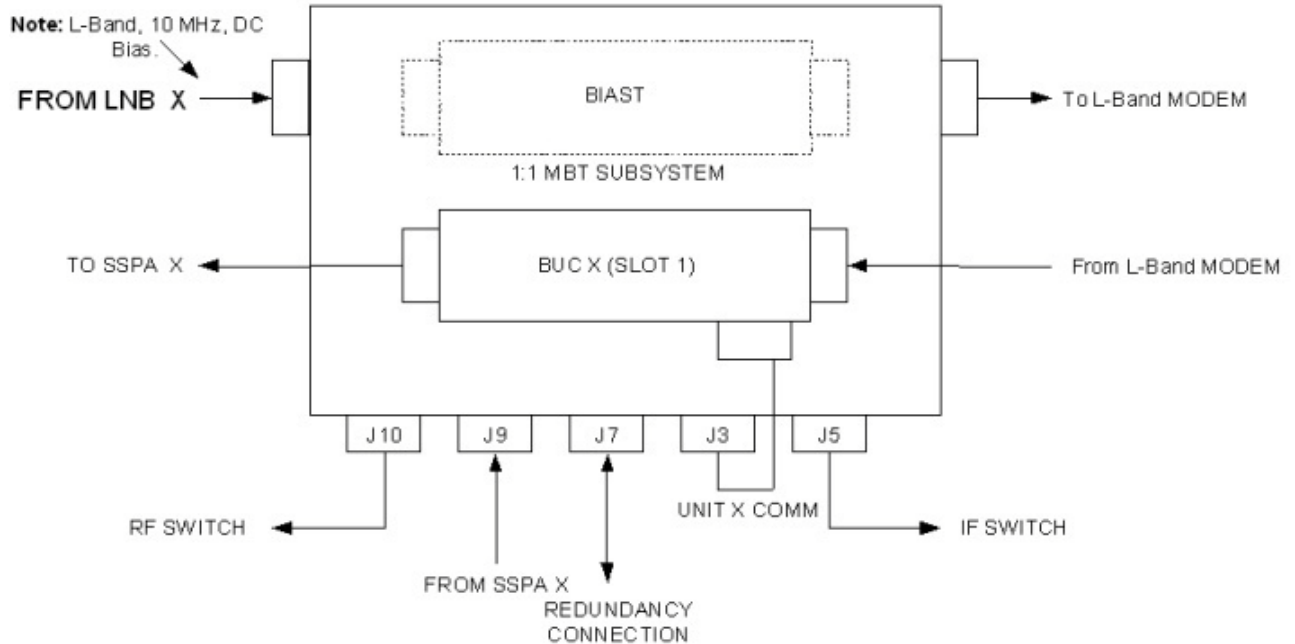 Note: L-Band, 10 MHz, DC
Bias.
FROM LNB X
BIAST
To L-Band MODEM
1:1 MBT SUBSYSTEM
TO SSPA X
BUC X (SLOT 1)
From L-Band MODEM
J10
J9
J7
J3
J5
RF SWITCH
UNIT X COMM
IF SWITCH
FROM SSPA X
REDUNDANCY
CONNECTION